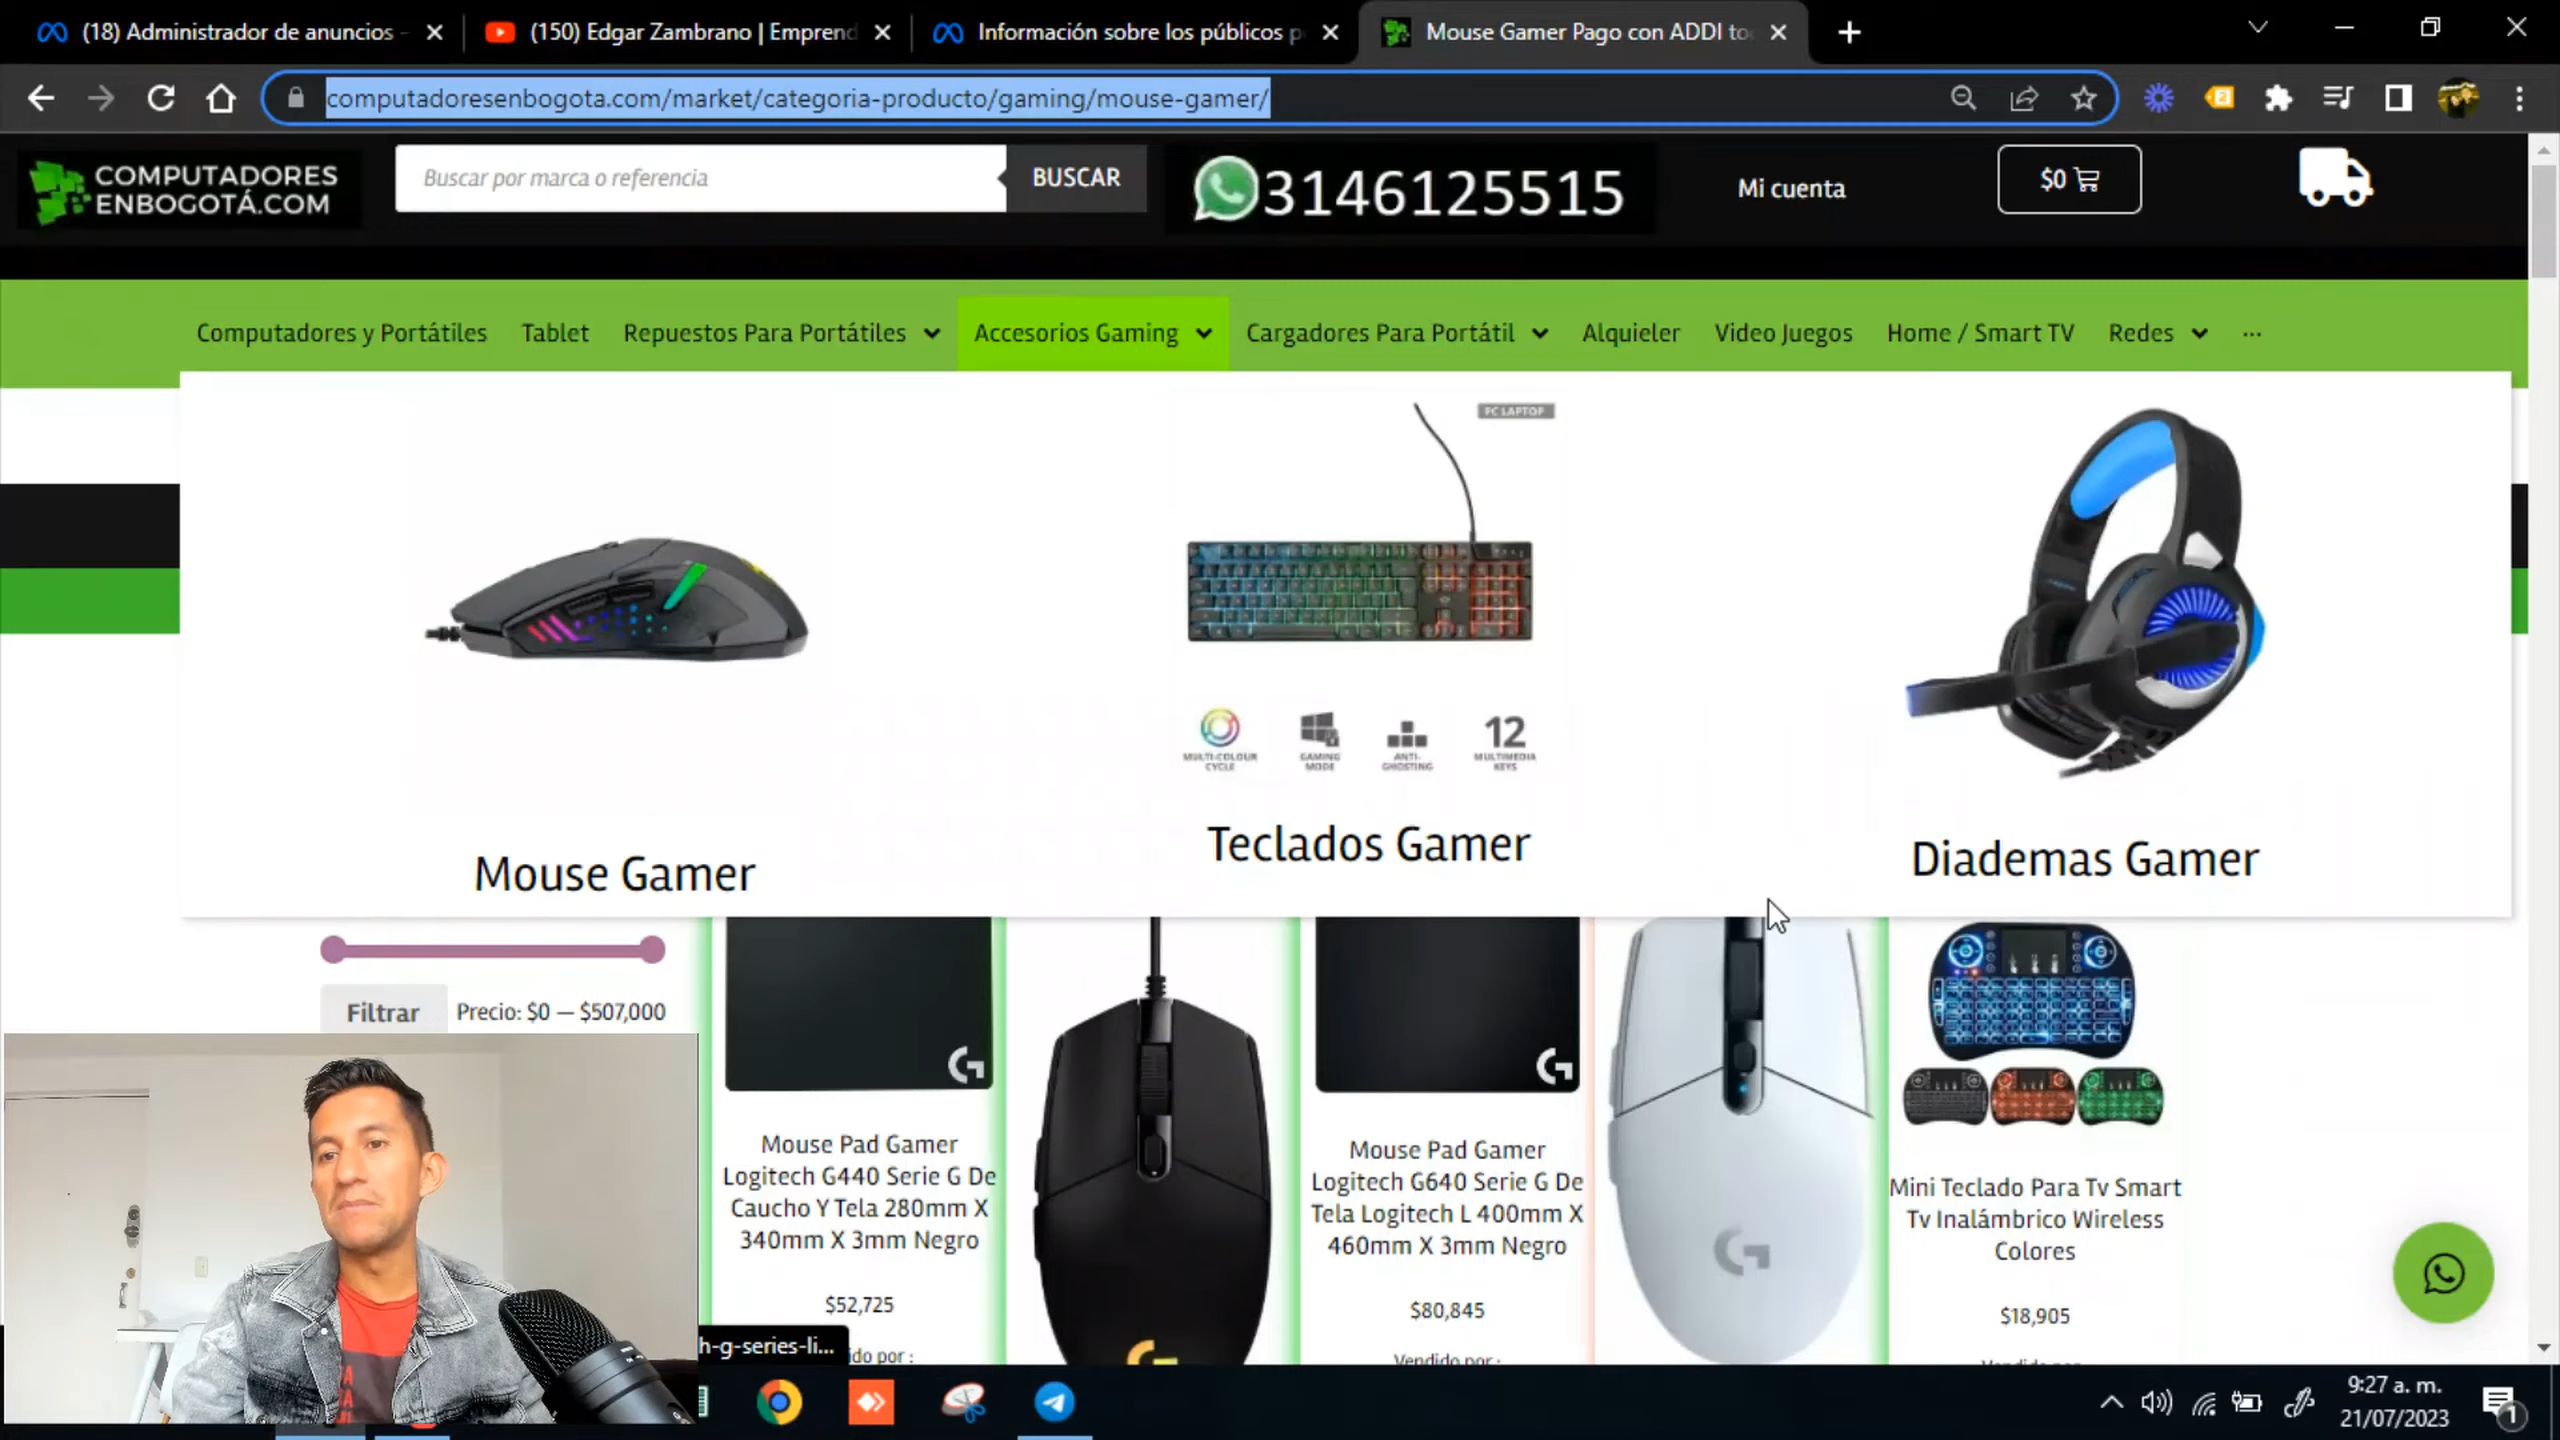 (18) Administrador de anuncios -
(150) Edgar Zambrano | Emprend
Información sobre los públicos p
Mouse Gamer Pago con ADDI to
computadoresenbogota.com/market/categoria-producto/gaming/mouse-gamer/
COMPUTADORES
ENBOGOTÁ.COM
Buscar por marca o referencia
BUSCAR
3146125515
Mi cuenta
$0
Computadores y Portátiles
Tablet
Repuestos Para Portátiles
Accesorios Gaming
Cargadores Para Portátil
Alquieler
Video Juegos
Home / Smart TV
Redes
...
PC LAPTOP
MULTI-COLOUR
CYCLE
GAMING
MODE
ANTI-
GHOSTING
12
MULTIMEDIA
KEYS
Mouse Gamer
Teclados Gamer
Diademas Gamer
Filtrar
Precio: $0 — $507,000
Mouse Pad Gamer
Logitech G440 Serie G De
Caucho Y Tela 280mm X
340mm X 3mm Negro
$52,725
ido por :
Mouse Pad Gamer
Logitech G640 Serie G De
Tela Logitech L 400mm X
460mm X 3mm Negro
$80,845
Vendido por :
Mini Teclado Para Tv Smart
Tv Inalámbrico Wireless
Colores
$18,905
h-g-series-li...
9:27 a. m.
21/07/2023
1